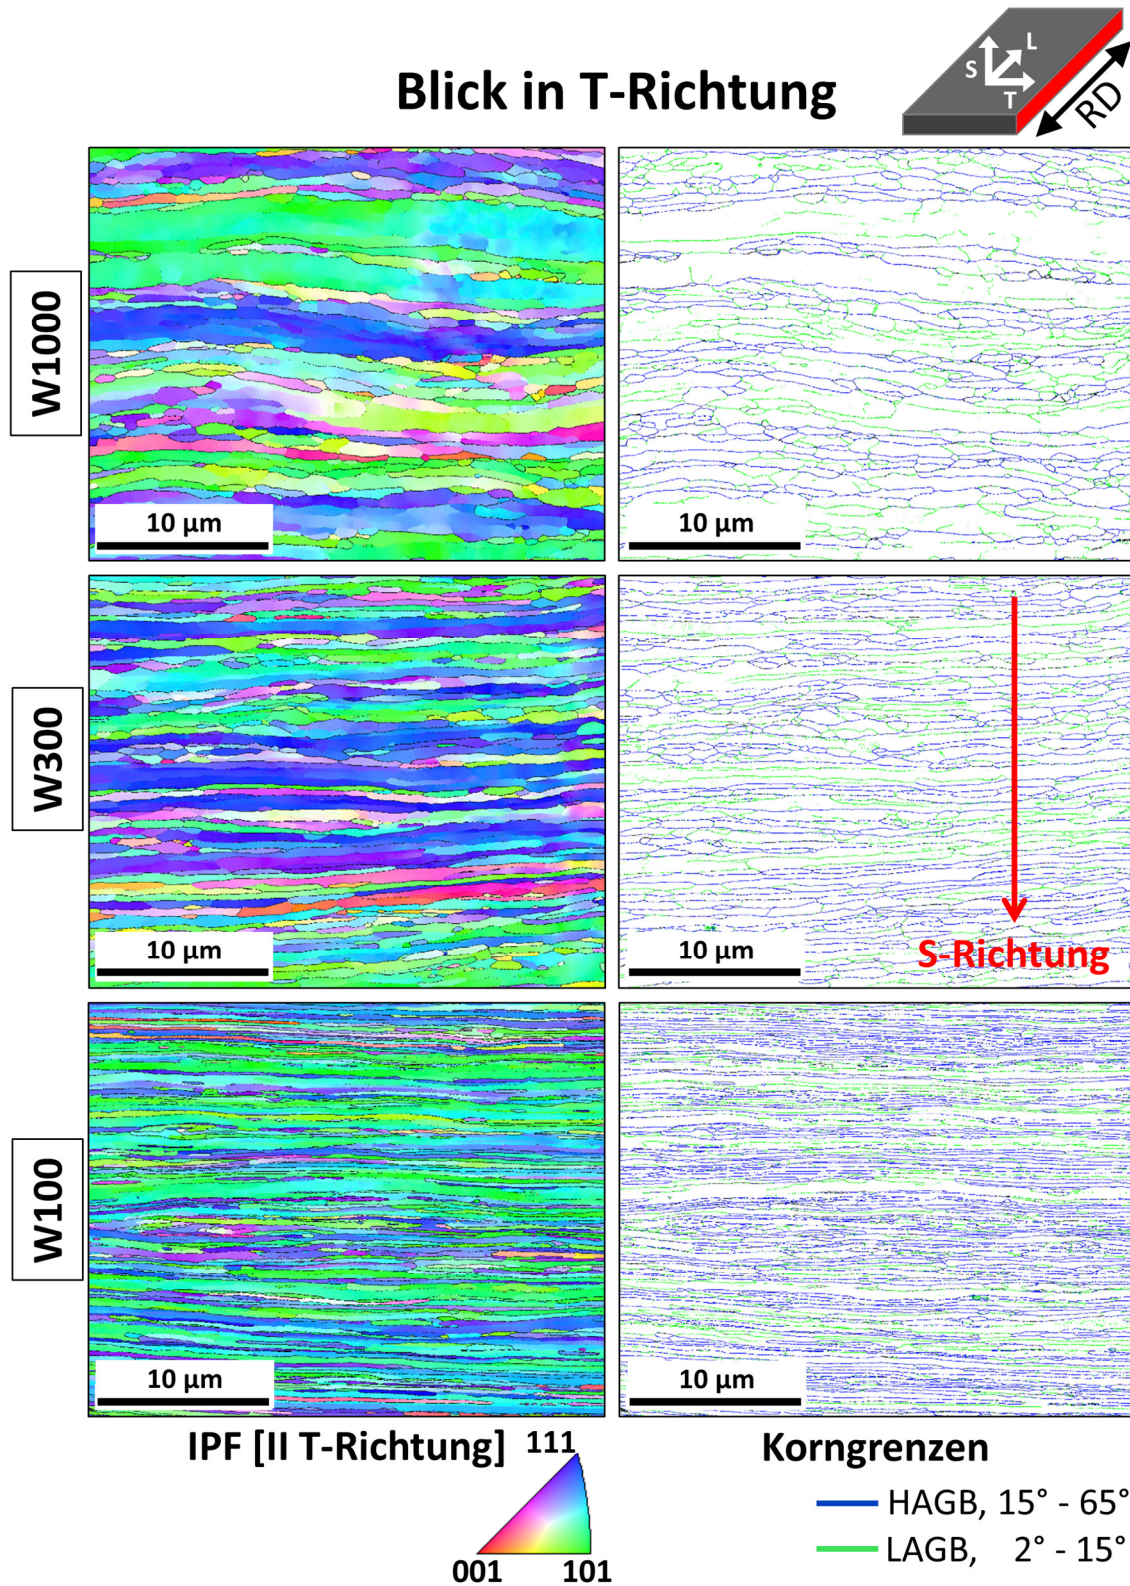 Blick in T-Richtung
S
L
T
RD
W1000
10 µm
10 µm
W300
10 µm
10 µm
S-Richtung
W100
10 µm
10 µm
IPF [II T-Richtung]
111
001
101
Korngrenzen
HAGB, 15° - 65°
LAGB, 2° - 15°